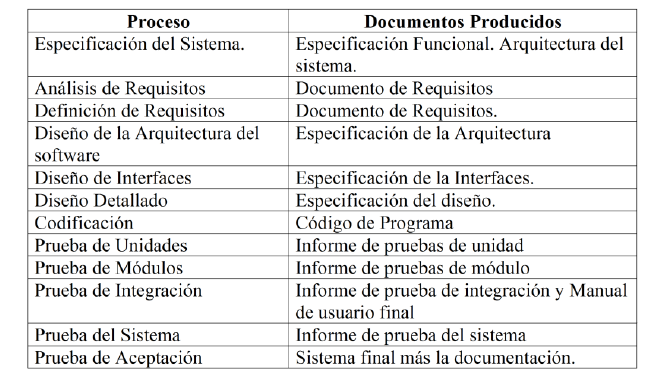 Proceso Documentos Producidos
Especificación del Sistema. Especificación Funcional. Arquitectura del
sistema.
Análisis de Requisitos Documento de Requisitos
Definición de Requisitos Documento de Requisitos.
Diseño de la Arquitectura del Especificación de la Arquitectura
software
Diseño de Interfaces Especificación de la Interfaces.
Diseño Detallado Especificación del diseño.
Codificación Código de Programa
Prueba de Unidades Informe de pruebas de unidad
Prueba de Módulos Informe de pruebas de módulo
Prueba de Integración Informe de prueba de integración y Manual
de usuario final
Prueba del Sistema Informe de prueba del sistema
Prueba de Aceptación Sistema final más la documentación.